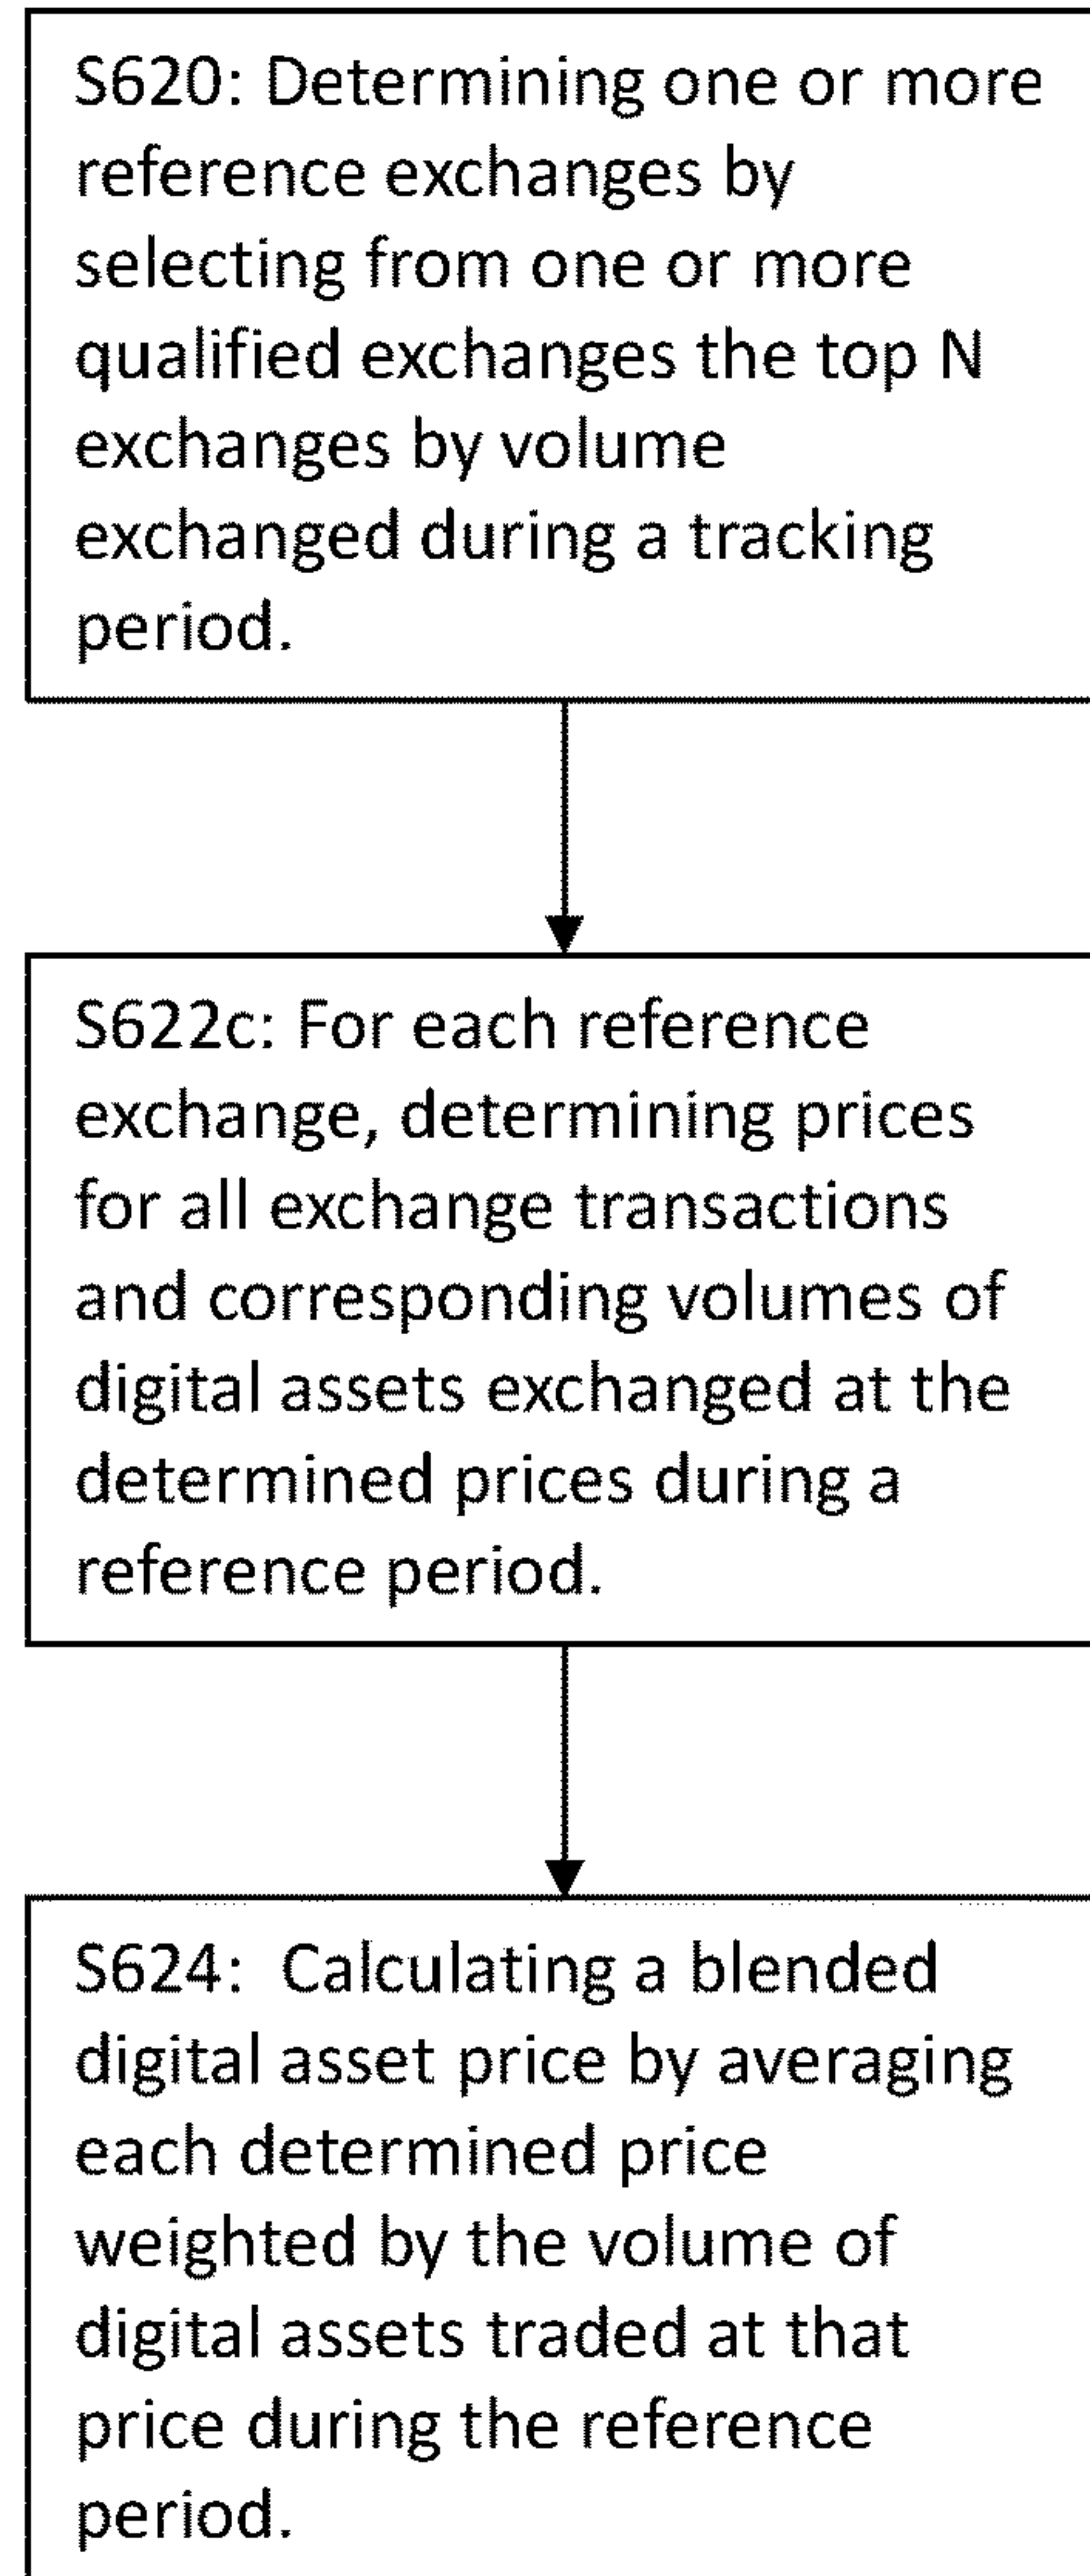 S620: Determining one or more
reference exchanges by
selecting from one or more
qualified exchanges the top N
exchanges by volume
exchanged during a tracking
period.
S622c: For each reference
exchange, determining prices
for all exchange transactions
and corresponding volumes of
digital assets exchanged at the
determined prices during a
reference period.
S624:  Calculating a blended
digital asset price by averaging
each determined price
weighted by the volume of
digital assets traded at that
price during the reference
period.